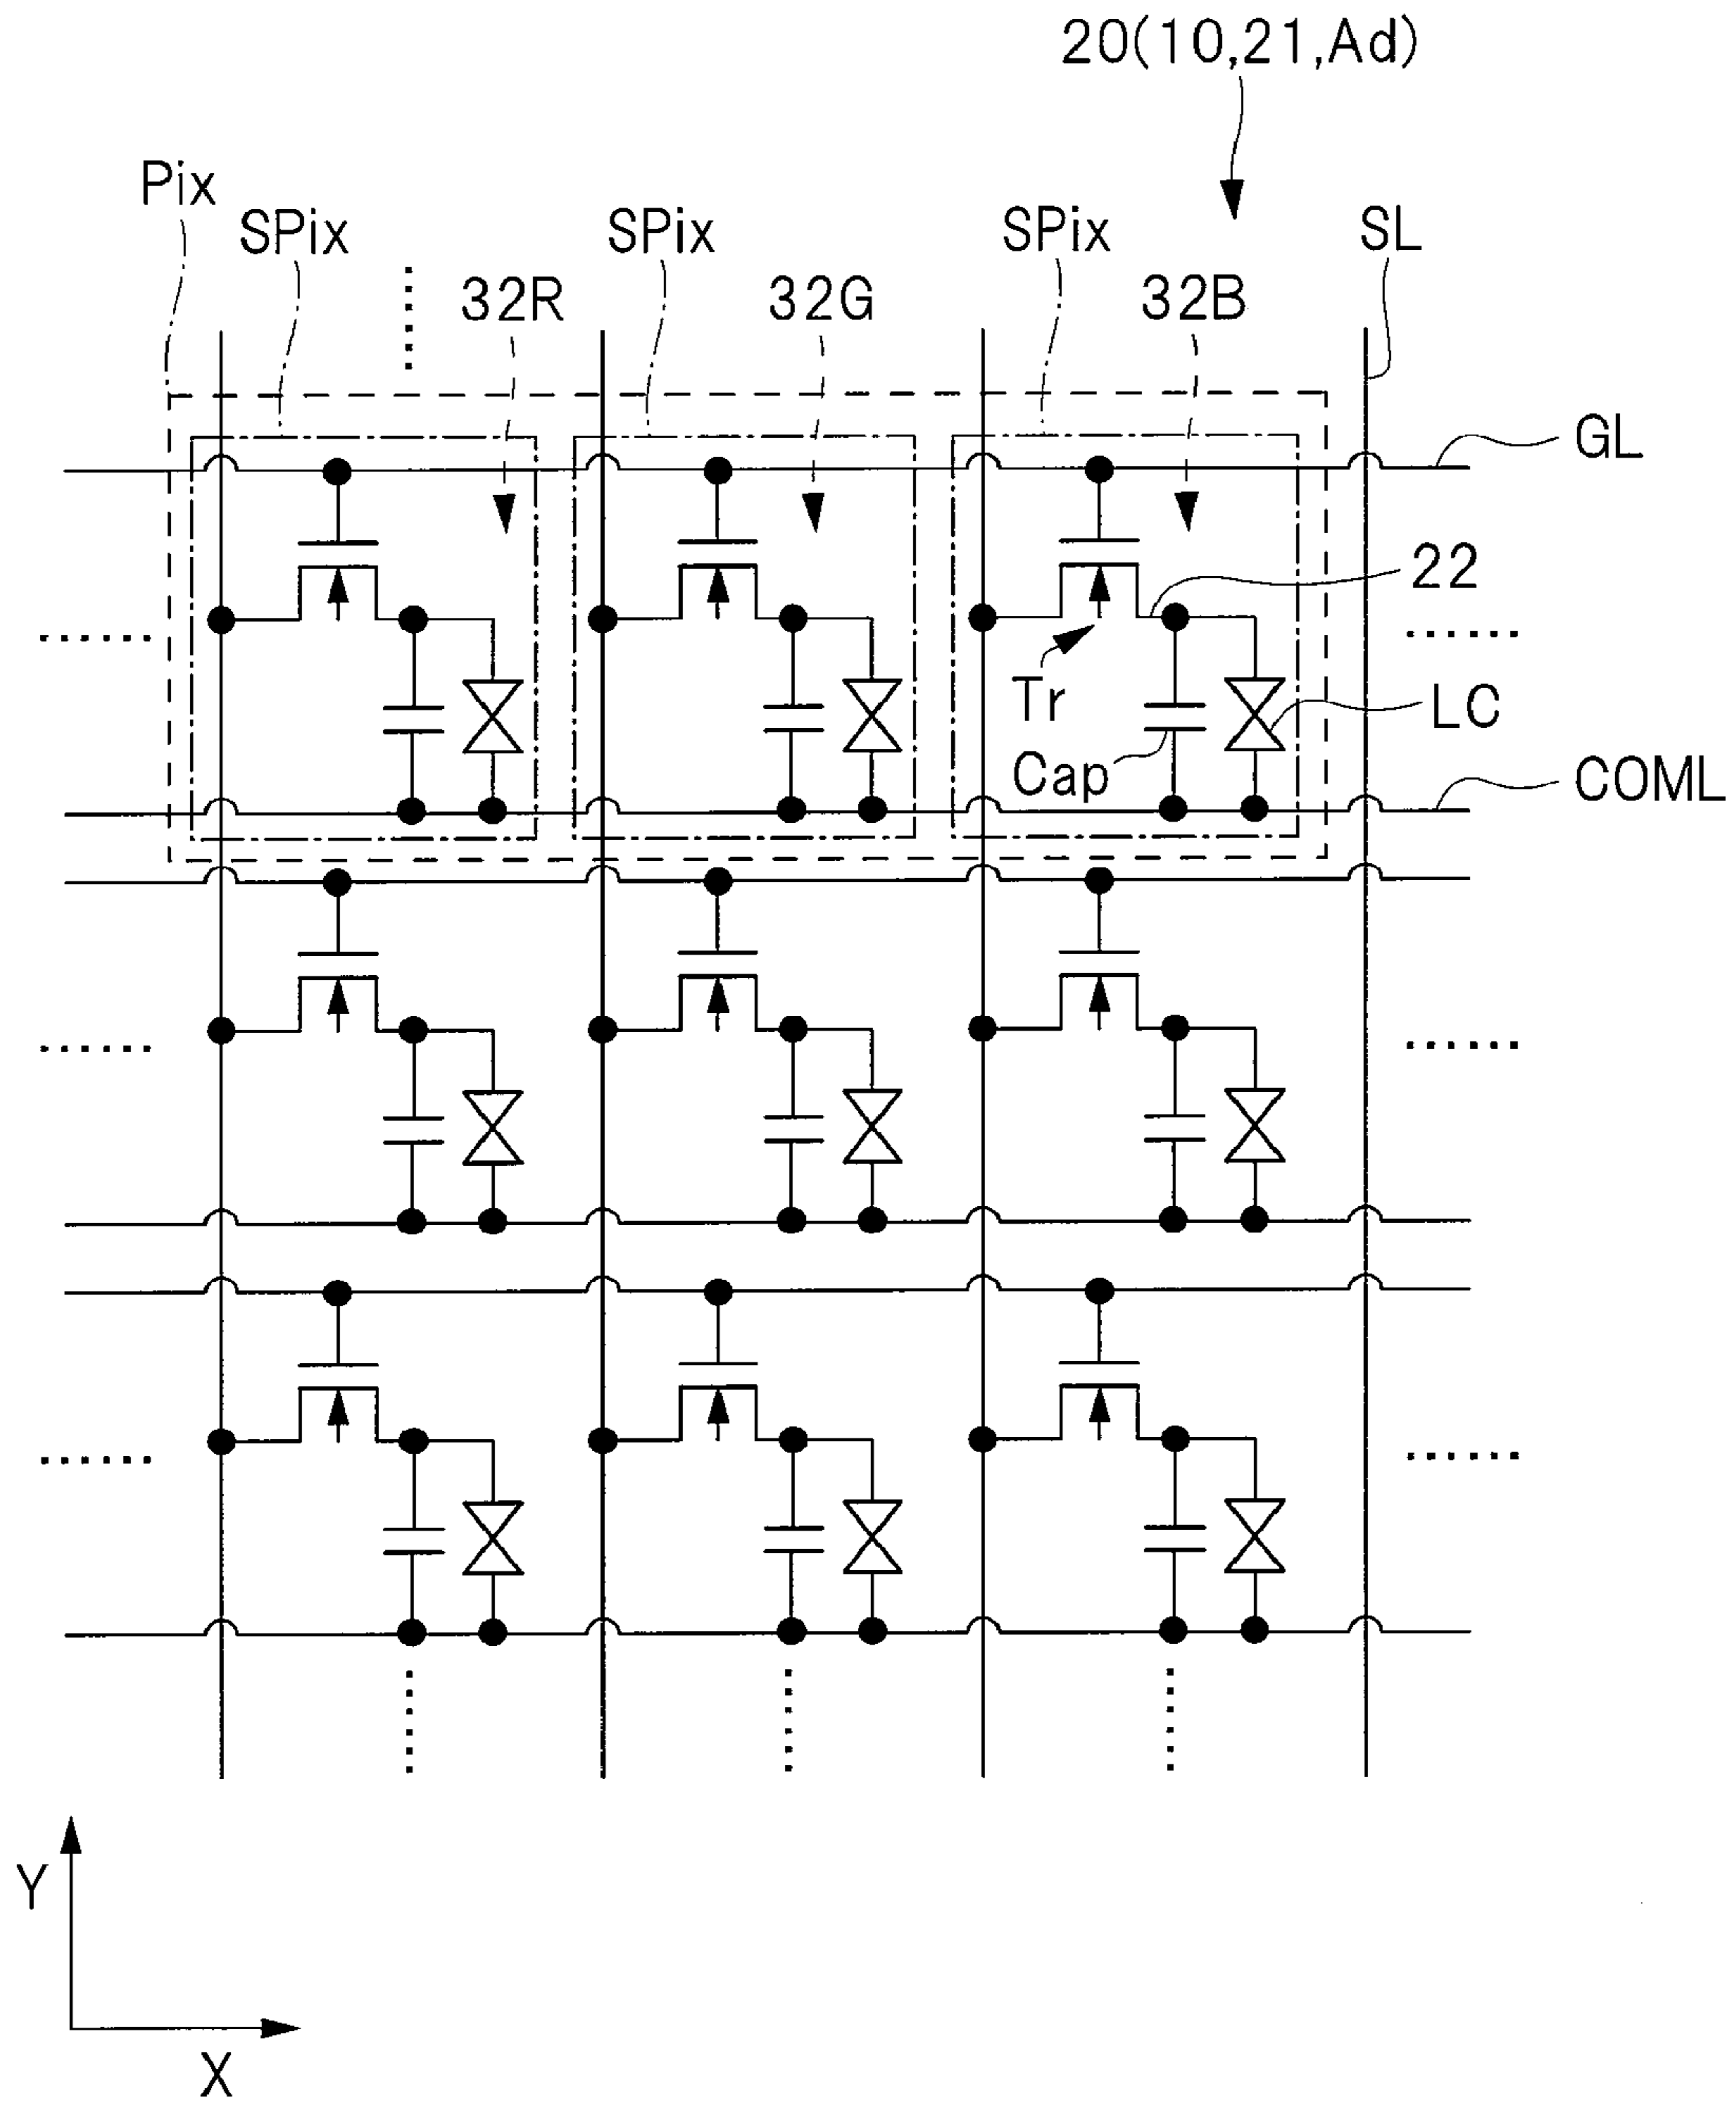 20(10,21,Ad)
Pix
SPix
SPix
SPix
SL
32R
32G
32B
GL
22
Tr
LC
Cap
COML
Y
X